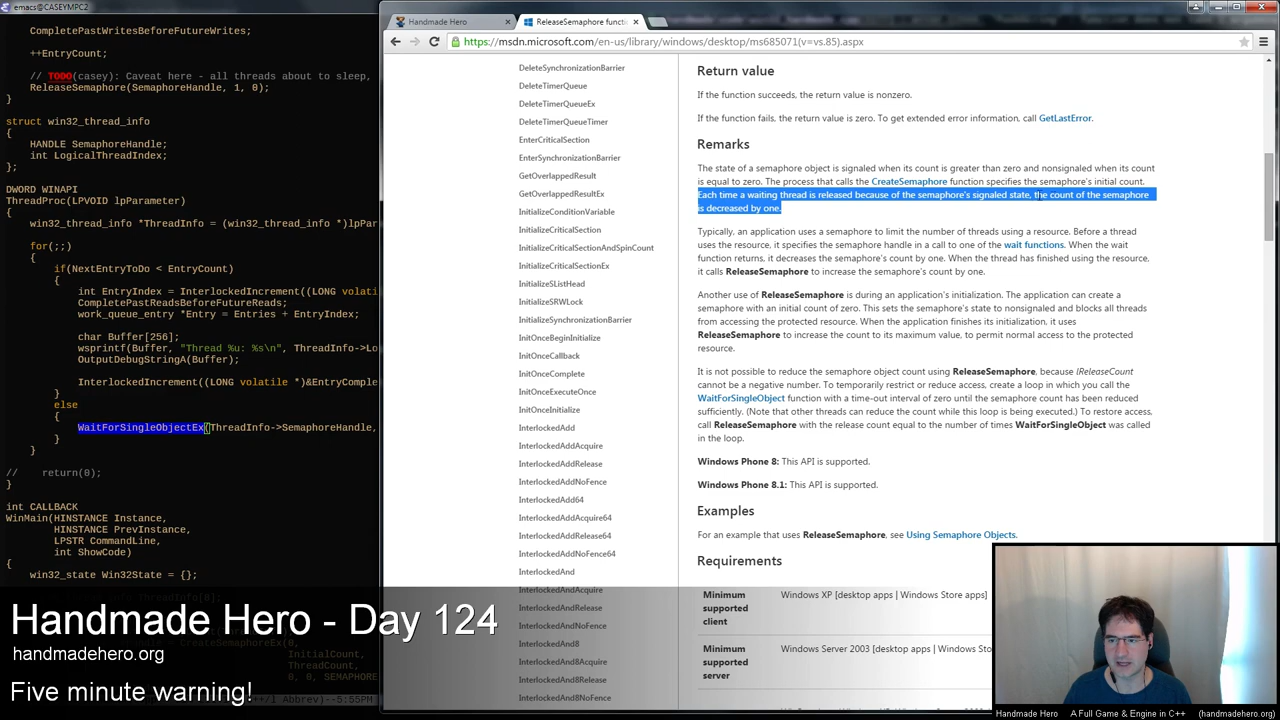 emacs@CASEYMPC2
CompletePastWritesBeforeFutureWrites;
++EntryCount;
// TODO(casey): Caveat here - all threads about to sleep,
ReleaseSemaphore(SemaphoreHandle, 1, 0);
}
struct win32_thread_info
{
HANDLE SemaphoreHandle;
int LogicalThreadIndex;
};
DWORD WINAPI
ThreadProc(LPVOID lpParameter)
{
win32_thread_info *ThreadInfo = (win32_thread_info *)lpPar
for(;;)
{
if(NextEntryToDo < EntryCount)
{
int EntryIndex = InterlockedIncrement((LONG volatile
CompletePastReadsBeforeFutureReads;
work_queue_entry *Entry = Entries + EntryIndex;
char Buffer[256];
wsprintf(Buffer, "Thread %u: %s\n", ThreadInfo->Lo
OutputDebugStringA(Buffer);
InterlockedIncrement((LONG volatile *)&EntryComple
}
else
{
WaitForSingleObjectEx(ThreadInfo->SemaphoreHandle,
}
}
// return(0);
}
int CALLBACK
WinMain(HINSTANCE Instance,
HINSTANCE PrevInstance,
LPSTR CommandLine,
int ShowCode)
{
win32_state Win32State = {};
InitialCount,
ThreadCount,
0, 0, SEMAPHORE
Handmade Hero
ReleaseSemaphore functi
https://msdn.microsoft.com/en-us/library/windows/desktop/ms685071(v=vs.85).aspx
DeleteSynchronizationBarrier
DeleteTimerQueue
DeleteTimerQueueEx
DeleteTimerQueueTimer
EnterCriticalSection
EnterSynchronizationBarrier
GetOverlappedResult
GetOverlappedResultEx
InitializeConditionVariable
InitializeCriticalSection
InitializeCriticalSectionAndSpinCount
InitializeCriticalSectionEx
InitializeSListHead
InitializeSRWLock
InitializeSynchronizationBarrier
InitOnceBeginInitialize
InitOnceCallback
InitOnceComplete
InitOnceExecuteOnce
InitOnceInitialize
InterlockedAdd
InterlockedAddAcquire
InterlockedAddRelease
InterlockedAddNoFence
InterlockedAdd64
InterlockedAddAcquire64
InterlockedAddRelease64
InterlockedAddNoFence64
InterlockedAnd
InterlockedAndAcquire
InterlockedAndRelease
InterlockedAndNoFence
InterlockedAnd8
InterlockedAnd8Acquire
InterlockedAnd8Release
InterlockedAnd8NoFence
Return value
If the function succeeds, the return value is nonzero.
If the function fails, the return value is zero. To get extended error information, call GetLastError.
Remarks
The state of a semaphore object is signaled when its count is greater than zero and nonsignaled when its count
is equal to zero. The process that calls the CreateSemaphore function specifies the semaphore's initial count.
Each time a waiting thread is released because of the semaphore's signaled state, the count of the semaphore
is decreased by one.
Typically, an application uses a semaphore to limit the number of threads using a resource. Before a thread
uses the resource, it specifies the semaphore handle in a call to one of the wait functions. When the wait
function returns, it decreases the semaphore's count by one. When the thread has finished using the resource,
it calls ReleaseSemaphore to increase the semaphore's count by one.
Another use of ReleaseSemaphore is during an application's initialization. The application can create a
semaphore with an initial count of zero. This sets the semaphore's state to nonsignaled and blocks all threads
from accessing the protected resource. When the application finishes its initialization, it uses
ReleaseSemaphore to increase the count to its maximum value, to permit normal access to the protected
resource.
It is not possible to reduce the semaphore object count using ReleaseSemaphore, because lReleaseCount
cannot be a negative number. To temporarily restrict or reduce access, create a loop in which you call the
WaitForSingleObject function with a time-out interval of zero until the semaphore count has been reduced
sufficiently. (Note that other threads can reduce the count while this loop is being executed.) To restore access,
call ReleaseSemaphore with the release count equal to the number of times WaitForSingleObject was called
in the loop.
Windows Phone 8: This API is supported.
Windows Phone 8.1: This API is supported.
Examples
For an example that uses ReleaseSemaphore, see Using Semaphore Objects.
Requirements
Minimum
supported
client
Windows XP [desktop apps | Windows Store apps]
Minimum
supported
server
Windows Server 2003 [desktop apps | Windows Sto
Handmade Hero - Day 124
handmadehero.org
Five minute warning!
Handmade Hero A Full Game & Engine in C++ (handmadehero.org)